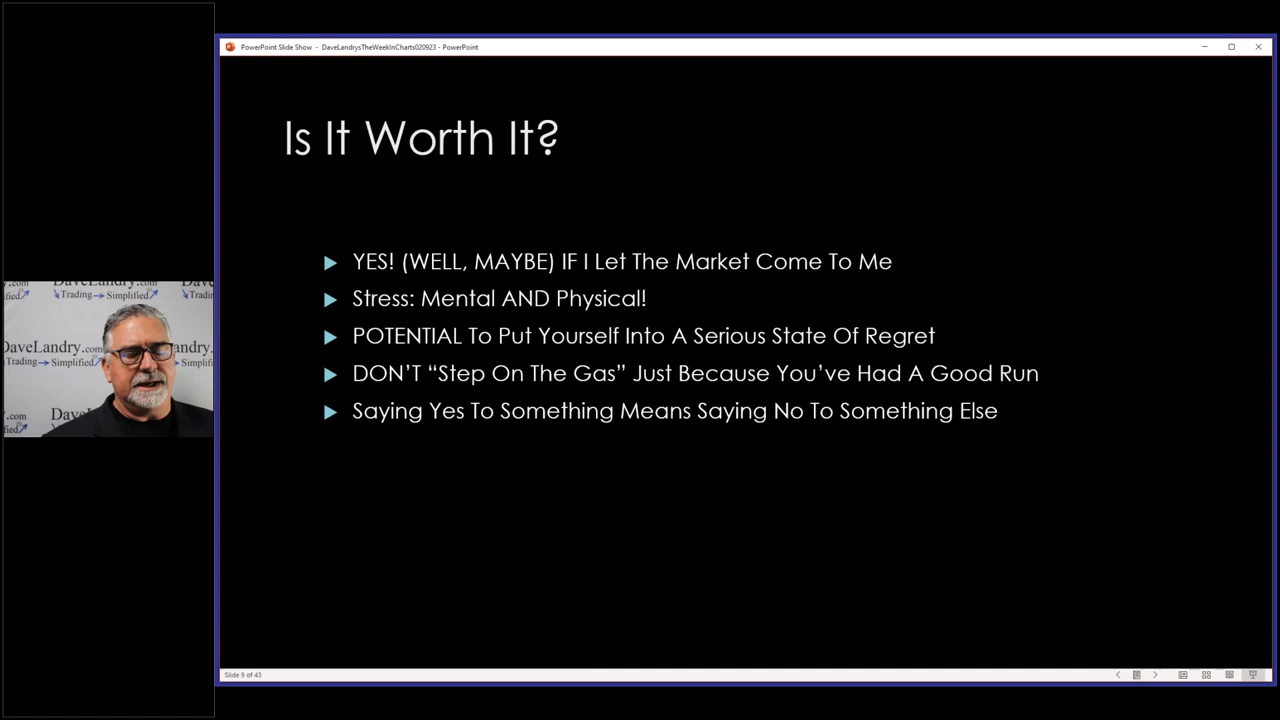 PowerPoint Slide Show - DaveLandrysTheWeekInCharts020923 - PowerPoint
Is It Worth It?
YES! (WELL, MAYBE) IF I Let The Market Come To Me
Stress: Mental AND Physical!
POTENTIAL To Put Yourself Into A Serious State Of Regret
DON'T “Step On The Gas” Just Because You've Had A Good Run
Saying Yes To Something Means Saying No To Something Else
DaveLandry.com
Trading Simplified
DaveLandry.com
Slide 9 of 43